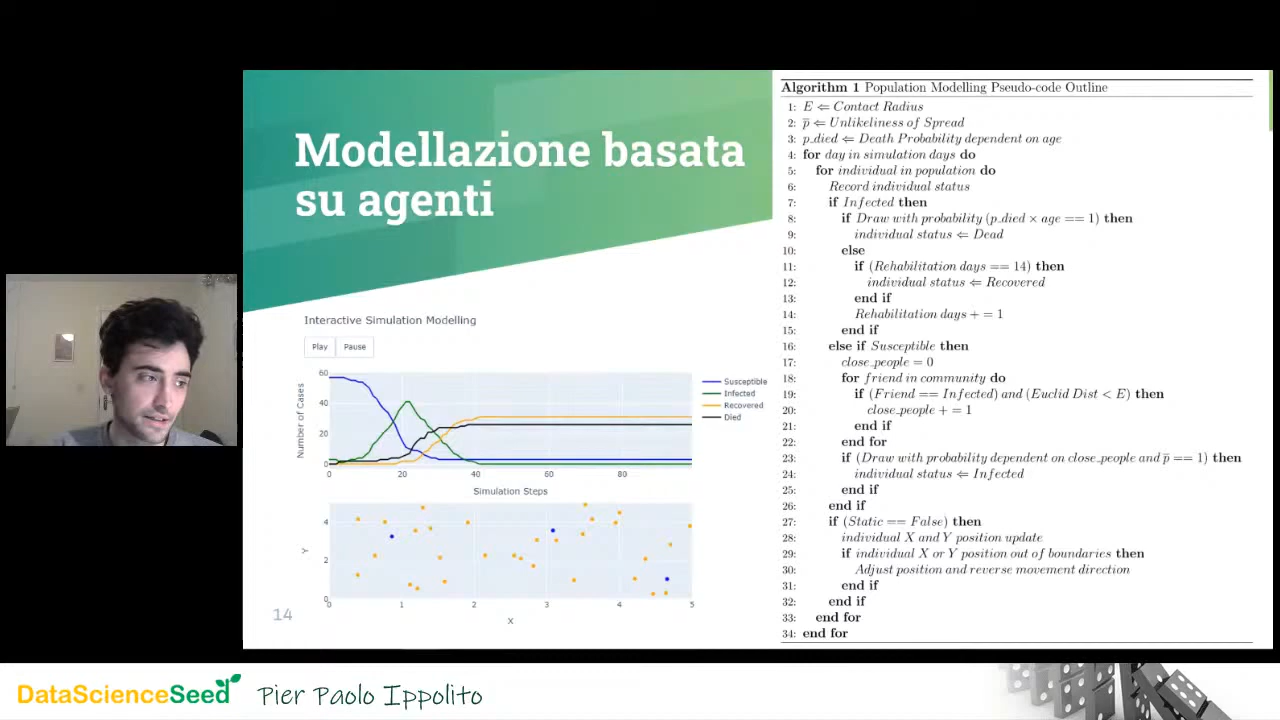 Modellazione basata
su agenti
Interactive Simulation Modelling
Play Pause
Number of Cases
60
40
20
0
0 20 40 60 80
Susceptible
Infected
Recovered
Died
Simulation Steps
Y
4
2
0
0 1 2 3 4 5
X
14
Algorithm 1 Population Modelling Pseudo-code Outline
1: E ⇐ Contact Radius
2: p̅ ⇐ Unlikeliness of Spread
3: p_died ⇐ Death Probability dependent on age
4: for day in simulation days do
5: for individual in population do
6: Record individual status
7: if Infected then
8: if Draw with probability (p_died × age == 1) then
9: individual status ⇐ Dead
10: else
11: if (Rehabilitation days == 14) then
12: individual status ⇐ Recovered
13: end if
14: Rehabilitation days + = 1
15: end if
16: else if Susceptible then
17: close_people = 0
18: for friend in community do
19: if (Friend == Infected) and (Euclid Dist < E) then
20: close_people + = 1
21: end if
22: end for
23: if (Draw with probability dependent on close_people and p̅ == 1) then
24: individual status ⇐ Infected
25: end if
26: end if
27: if (Static == False) then
28: individual X and Y position update
29: if individual X or Y position out of boundaries then
30: Adjust position and reverse movement direction
31: end if
32: end if
33: end for
34: end for
DataScienceSeed Pier Paolo Ippolito